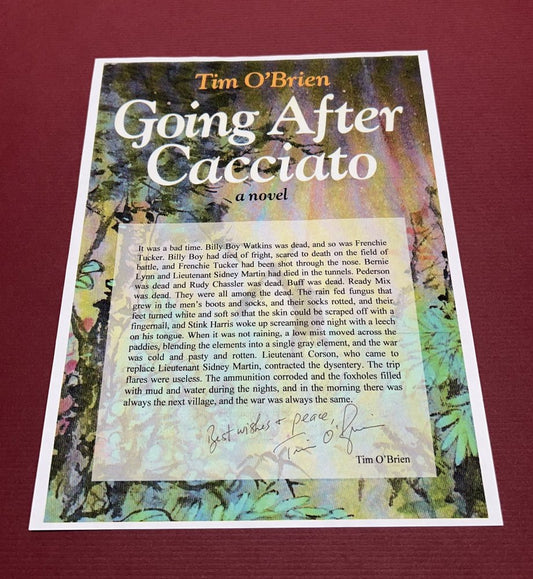 Tim O'Brien
Going After
Cacciato
a novel
It was a bad time. Billy Boy Watkins was dead, and so was Frenchie
Tucker. Billy Boy had died of fright, scared to death on the field of
battle, and Frenchie Tucker had been shot through the nose. Bernie
Lynn and Lieutenant Sidney Martin had died in the tunnels. Pederson
was dead and Rudy Chassler was dead. Buff was dead. Ready Mix
was dead. They were all among the dead. The rain fed fungus that
grew in the men's boots and socks, and their socks rotted, and their
feet turned white and soft so that the skin could be scraped off with a
fingernail, and Stink Harris woke up screaming one night with a leech
on his tongue. When it was not raining, a low mist moved across the
paddies, blending the elements into a single gray element, and the war
was cold and pasty and rotten. Lieutenant Corson, who came to
replace Lieutenant Sidney Martin, contracted the dysentery. The trip
flares were useless. The ammunition corroded and the foxholes filled
with mud and water during the nights, and in the morning there was
always the next village, and the war was always the same.
Best wishes + peace,
Tim O'Brien
Tim O'Brien